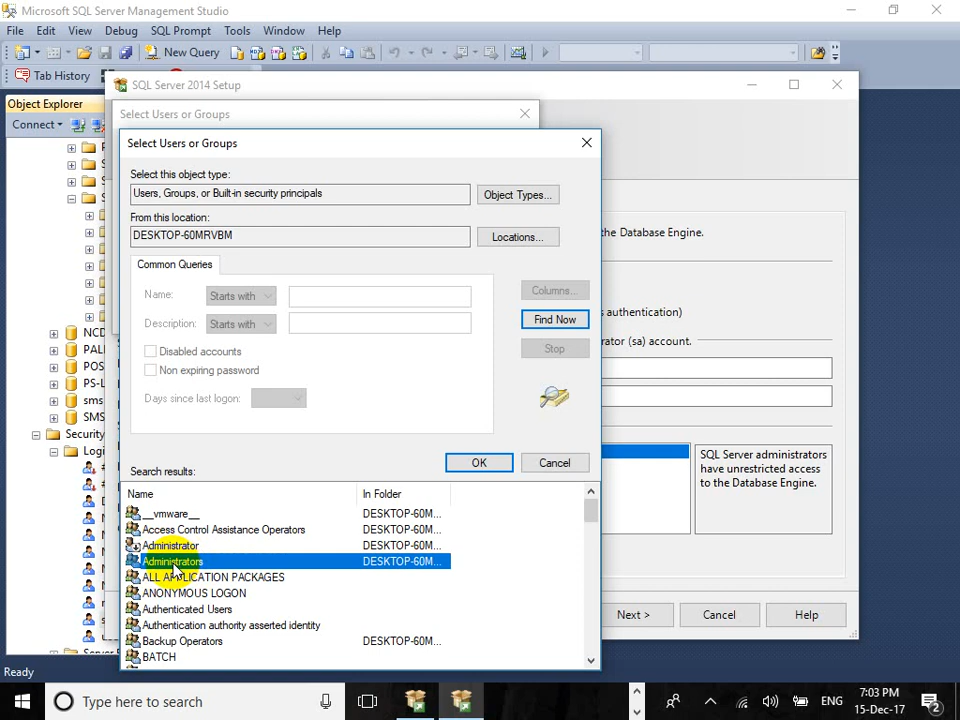 Microsoft SQL Server Management Studio
File Edit View Debug SQL Prompt Tools Window Help
New Query
Tab History
SQL Server 2014 Setup
Object Explorer
Select Users or Groups
Connect
Select Users or Groups
Select this object type:
Users, Groups, or Built-in security principals
Object Types...
From this location:
the Database Engine.
DESKTOP-60MRVBM
Locations...
Common Queries
Name: Starts with
Columns...
Description: Starts with
Find Now
s authentication)
NCD
rator (sa) account.
Disabled accounts
Stop
PAL
Non expiring password
POS
PS-L
Days since last logon:
sms
SMS
Security
Logi
SQL Server administrators
have unrestricted access
to the Database Engine.
OK Cancel
Search results:
Name In Folder
__vmware__ DESKTOP-60M...
Access Control Assistance Operators DESKTOP-60M...
Administrator DESKTOP-60M...
Administrators DESKTOP-60M...
ALL APPLICATION PACKAGES
ANONYMOUS LOGON
Authenticated Users
Next > Cancel Help
Authentication authority asserted identity
Backup Operators DESKTOP-60M...
BATCH
Server
Ready
Type here to search
ENG
7:03 PM
15-Dec-17
2